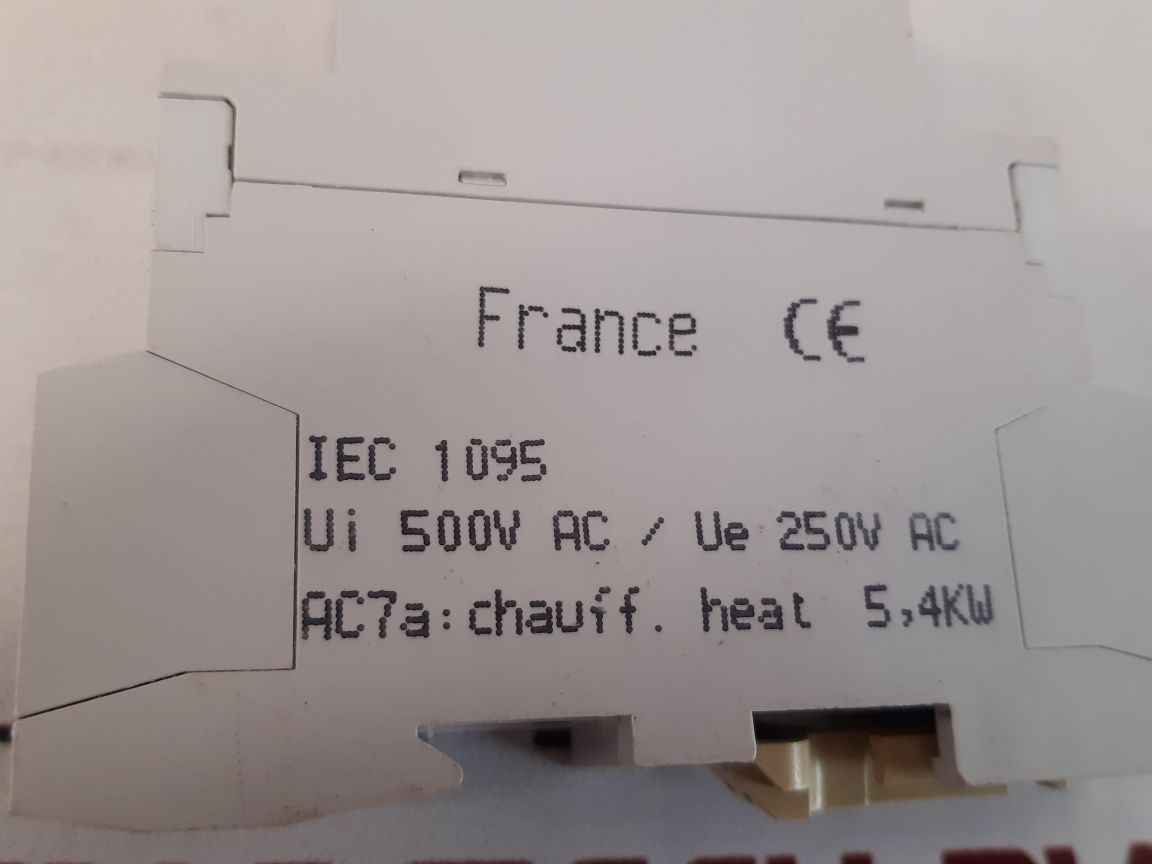 France CE
IEC 1095
Ui 500V AC / Ue 250V AC
AC7a:chauff. heat 5,4KW